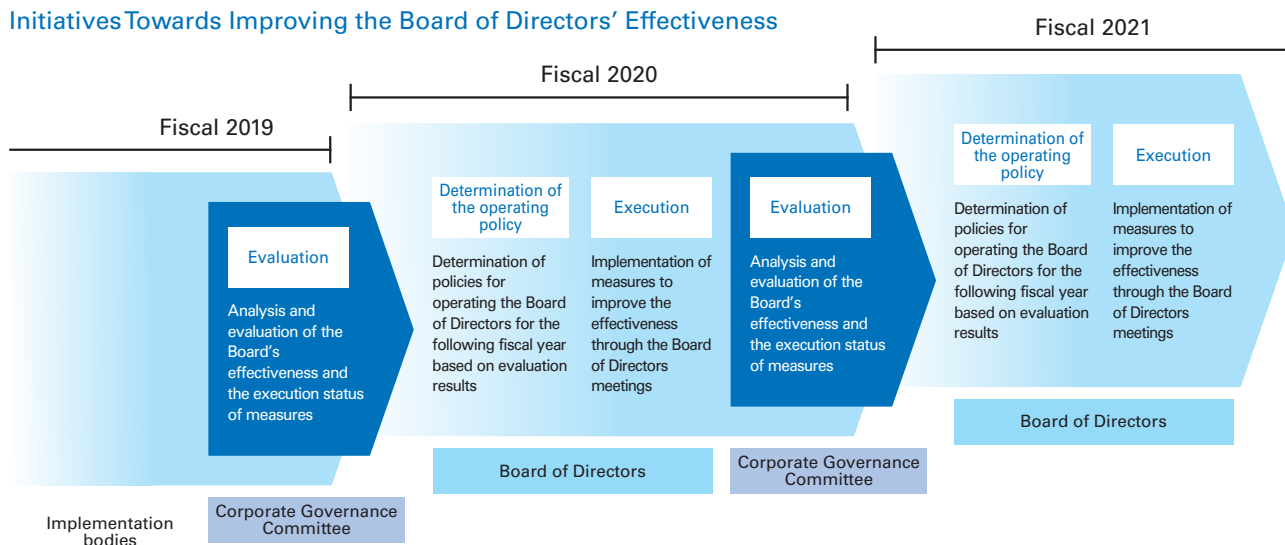 Initiatives Towards Improving the Board of Directors' Effectiveness
Fiscal 2019
Evaluation
Analysis and
evaluation of the
Board's
effectiveness and
the execution status
of measures
Implementation
bodies
Corporate Governance
Committee
Fiscal 2020
Determination of
the operating
policy
Determination of
policies for
operating the Board
of Directors for the
following fiscal year
based on evaluation
results
Execution
Implementation of
measures to
improve the
effectiveness
through the Board
of Directors
meetings
Board of Directors
Evaluation
Analysis and
evaluation of the
Board's
effectiveness and
the execution status
of measures
Corporate Governance
Committee
Fiscal 2021
Determination of
the operating
policy
Determination of
policies for
operating the Board
of Directors for the
following fiscal year
based on evaluation
results
Execution
Implementation of
measures to
improve the
effectiveness
through the Board
of Directors
meetings
Board of Directors